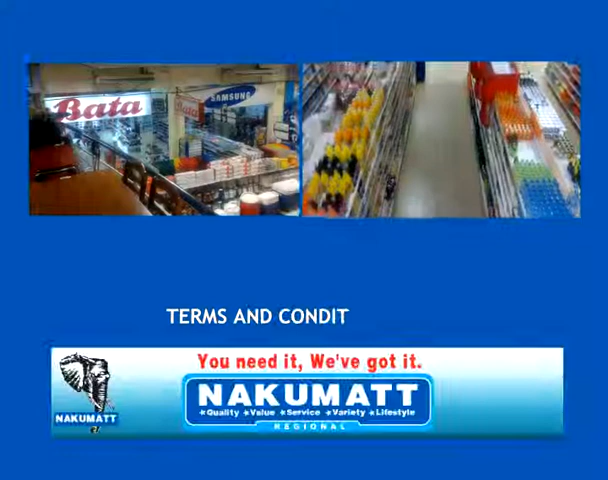 Bata
Bata
SAMSUNG
TERMS AND CONDIT
You need it, We've got it.
NAKUMATT
★Quality ★Value ★Service ★Variety ★Lifestyle
REGIONAL
NAKUMATT